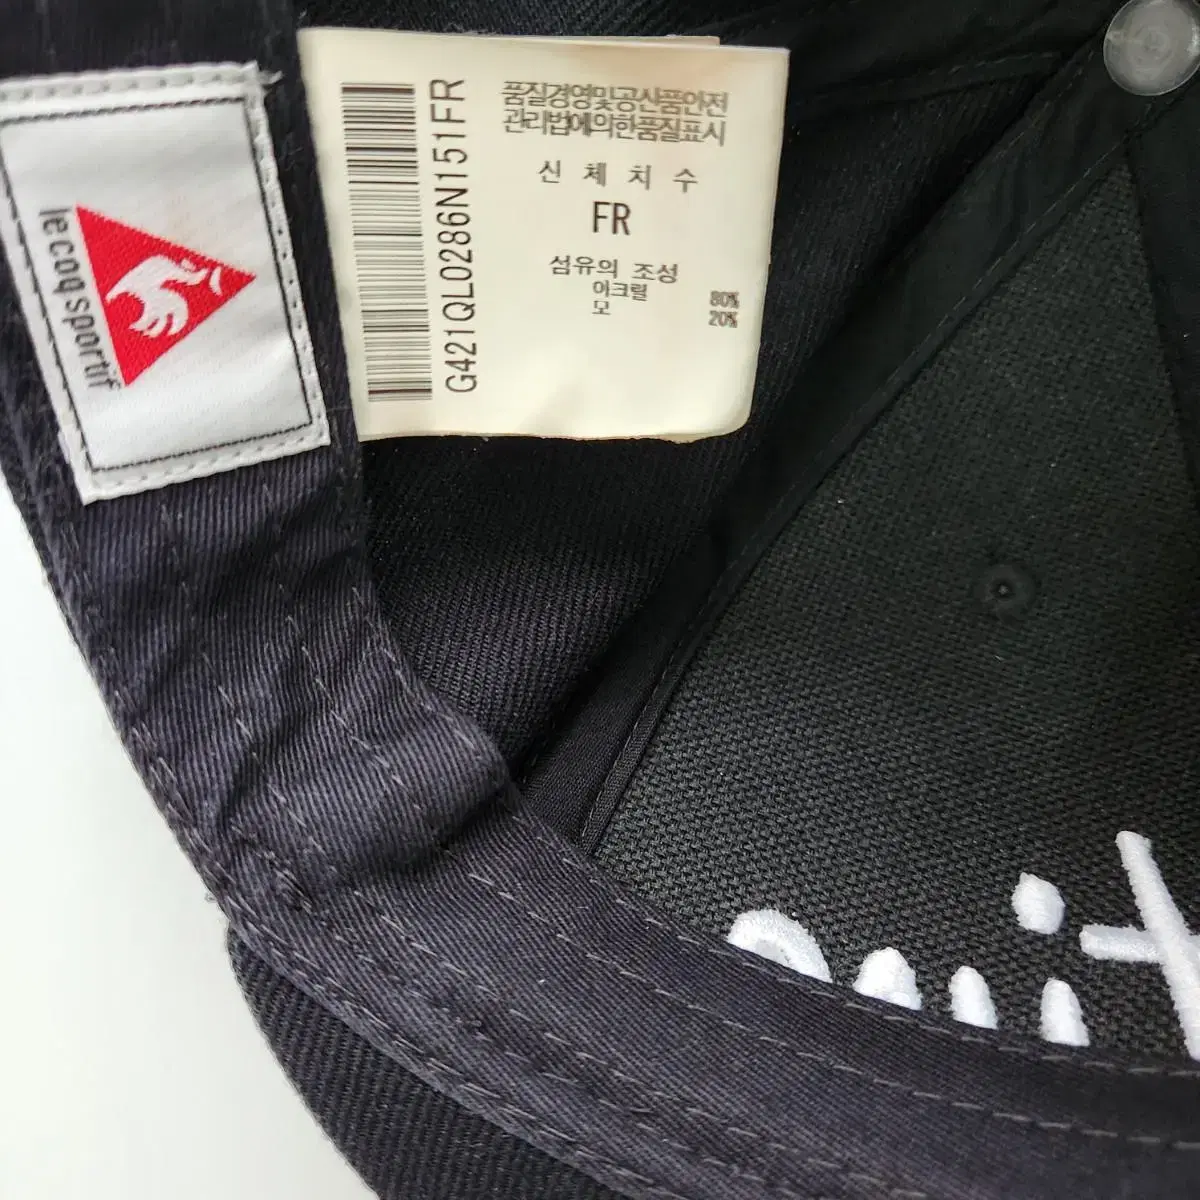 le coq sportif
G421QL0286N151FR
품질경영및공산품안전
관리법에의한품질표시
신체치수
FR
섬유의 조성
아크릴 80%
모 20%